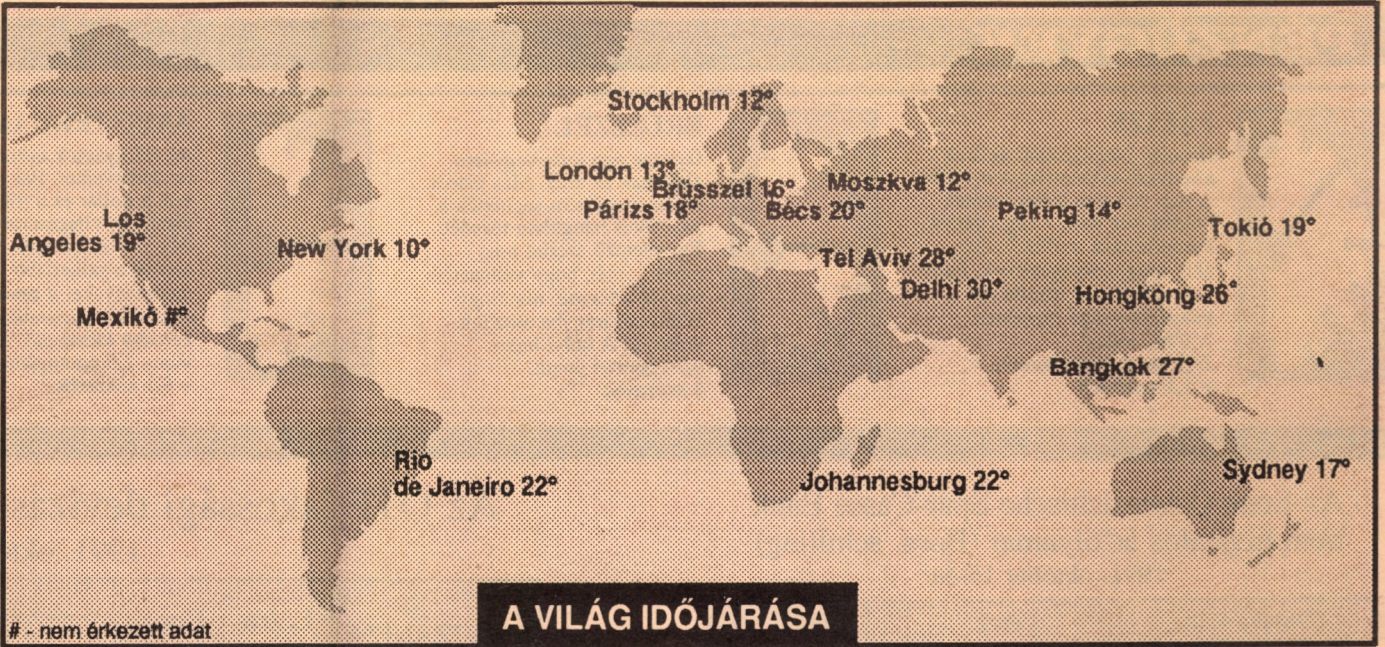 Stockholm 12°
London 13°
Brüsszel 16°
Moszkva 12°
Párizs 18°
Bécs 20°
Peking 14°
Los
Angeles 19°
New York 10°
Tokió 19°
Tel Aviv 28°
Delhi 30°
Hongkong 26°
Mexikó #°
Bangkok 27°
Rio
de Janeiro 22°
Johannesburg 22°
Sydney 17°
A VILÁG IDŐJÁRÁSA
# - nem érkezett adat